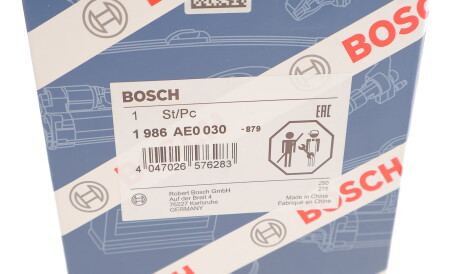 BOSCH
BOSCH
BOSCH
1 St/Pc
1 986 AE0 030 -879
EAC
4 047026 576283
Robert Bosch GmbH
Auf der Breit 4
76227 Karlsruhe
GERMANY
Made in China
Fabriqué en Chine
BOSCH